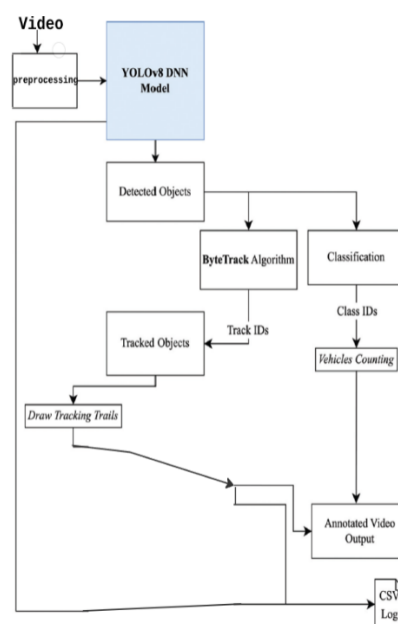 Video
preprocessing
YOLOv8 DNN
Model
Detected Objects
ByteTrack Algorithm
Classification
Class IDs
Track IDs
Tracked Objects
Vehicles Counting
Draw Tracking Trails
Annotated Video
Output
CSV
Log